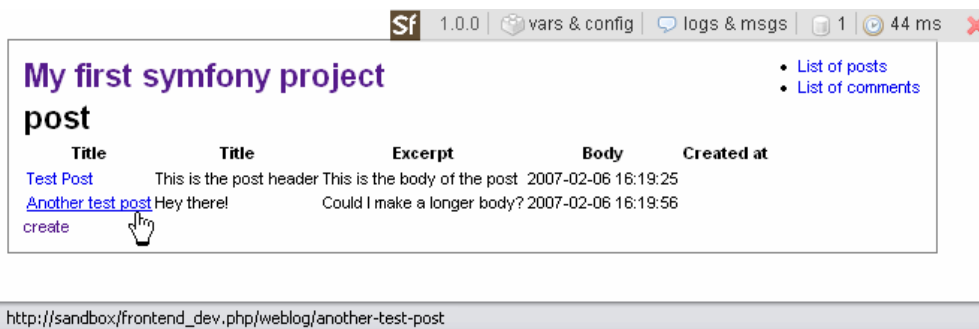 Sf 1.0.0 vars & config logs & msgs 1 44 ms
My first symfony project
List of posts
List of comments
post
Title Title Excerpt Body Created at
Test Post This is the post header This is the body of the post 2007-02-06 16:19:25
Another test post Hey there! Could I make a longer body? 2007-02-06 16:19:56
create
http://sandbox/frontend_dev.php/weblog/another-test-post